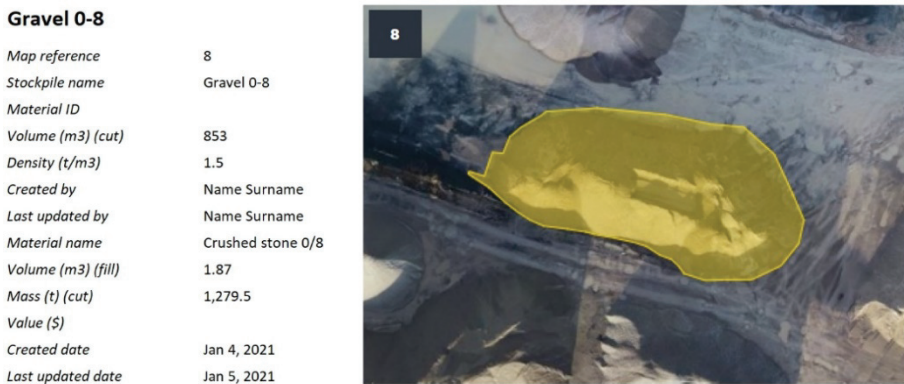 Gravel 0-8
Map reference 8
Stockpile name Gravel 0-8
Material ID
Volume (m3) (cut) 853
Density (t/m3) 1.5
Created by Name Surname
Last updated by Name Surname
Material name Crushed stone 0/8
Volume (m3) (fill) 1.87
Mass (t) (cut) 1,279.5
Value ($)
Created date Jan 4, 2021
Last updated date Jan 5, 2021
8